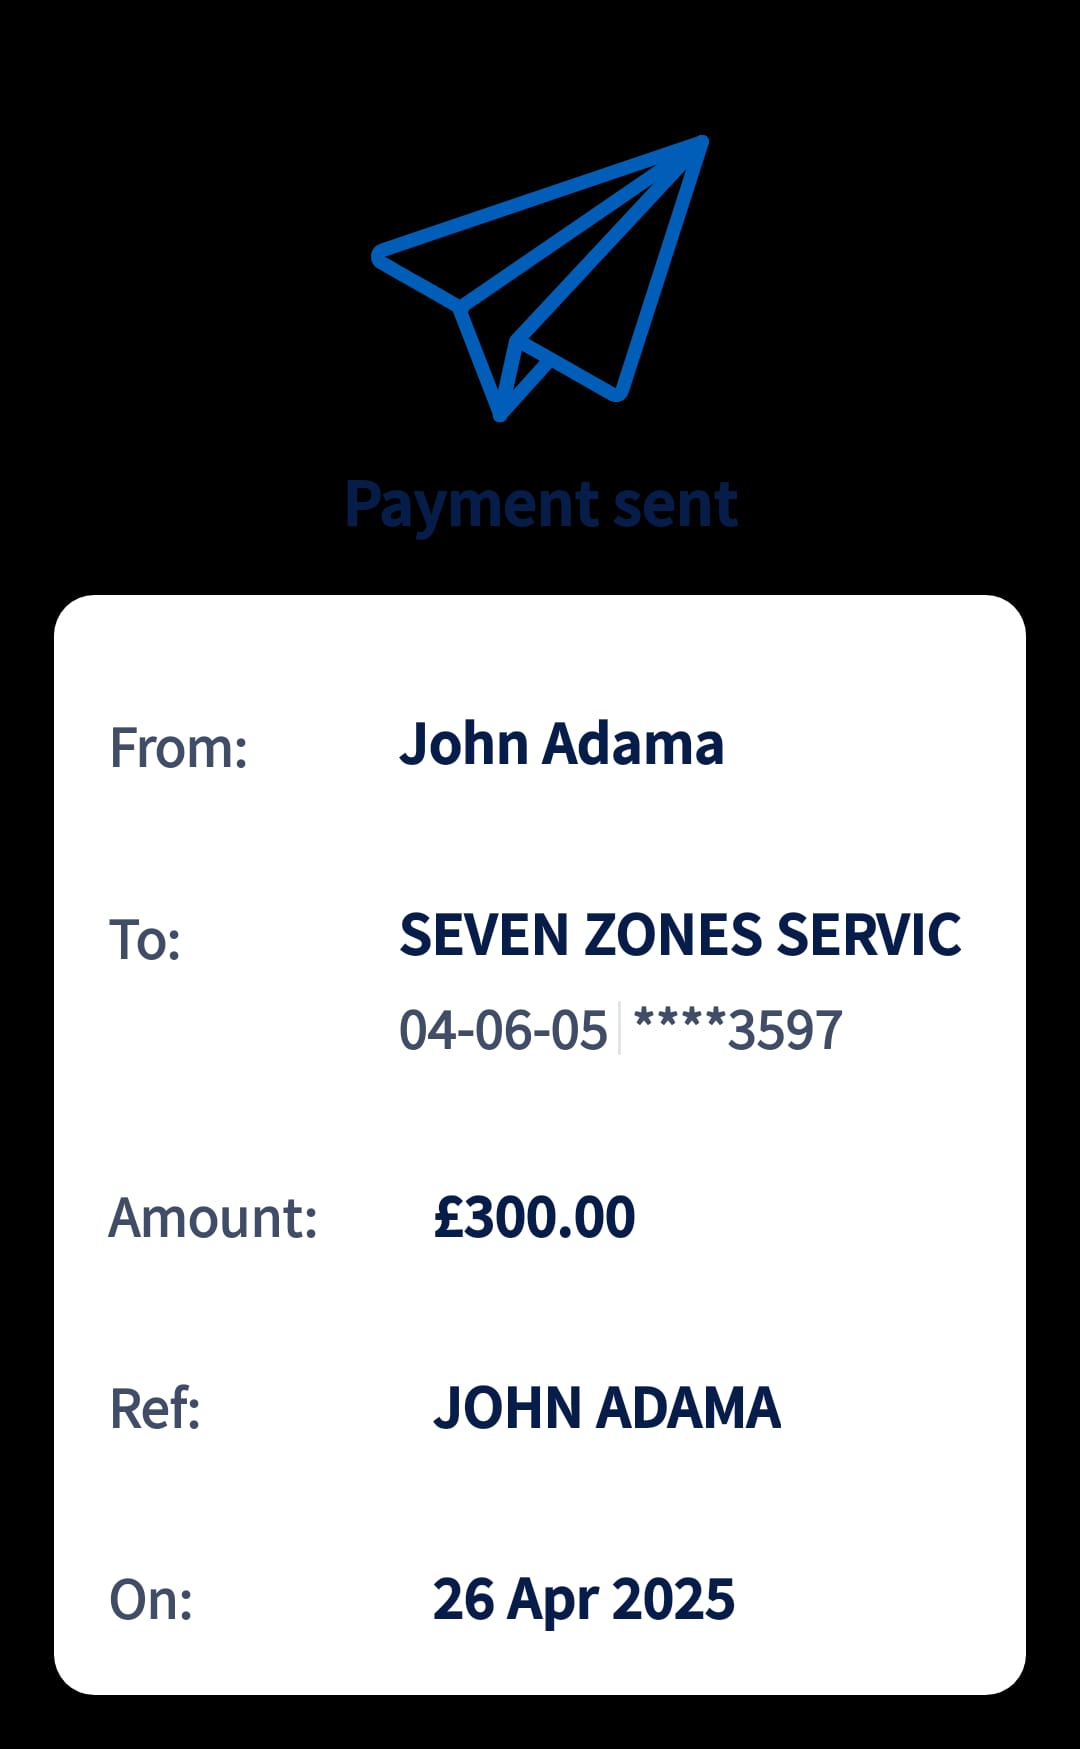 Payment sent
From: John Adama
To: SEVEN ZONES SERVIC
04-06-05 ****3597
Amount: £300.00
Ref: JOHN ADAMA
On: 26 Apr 2025